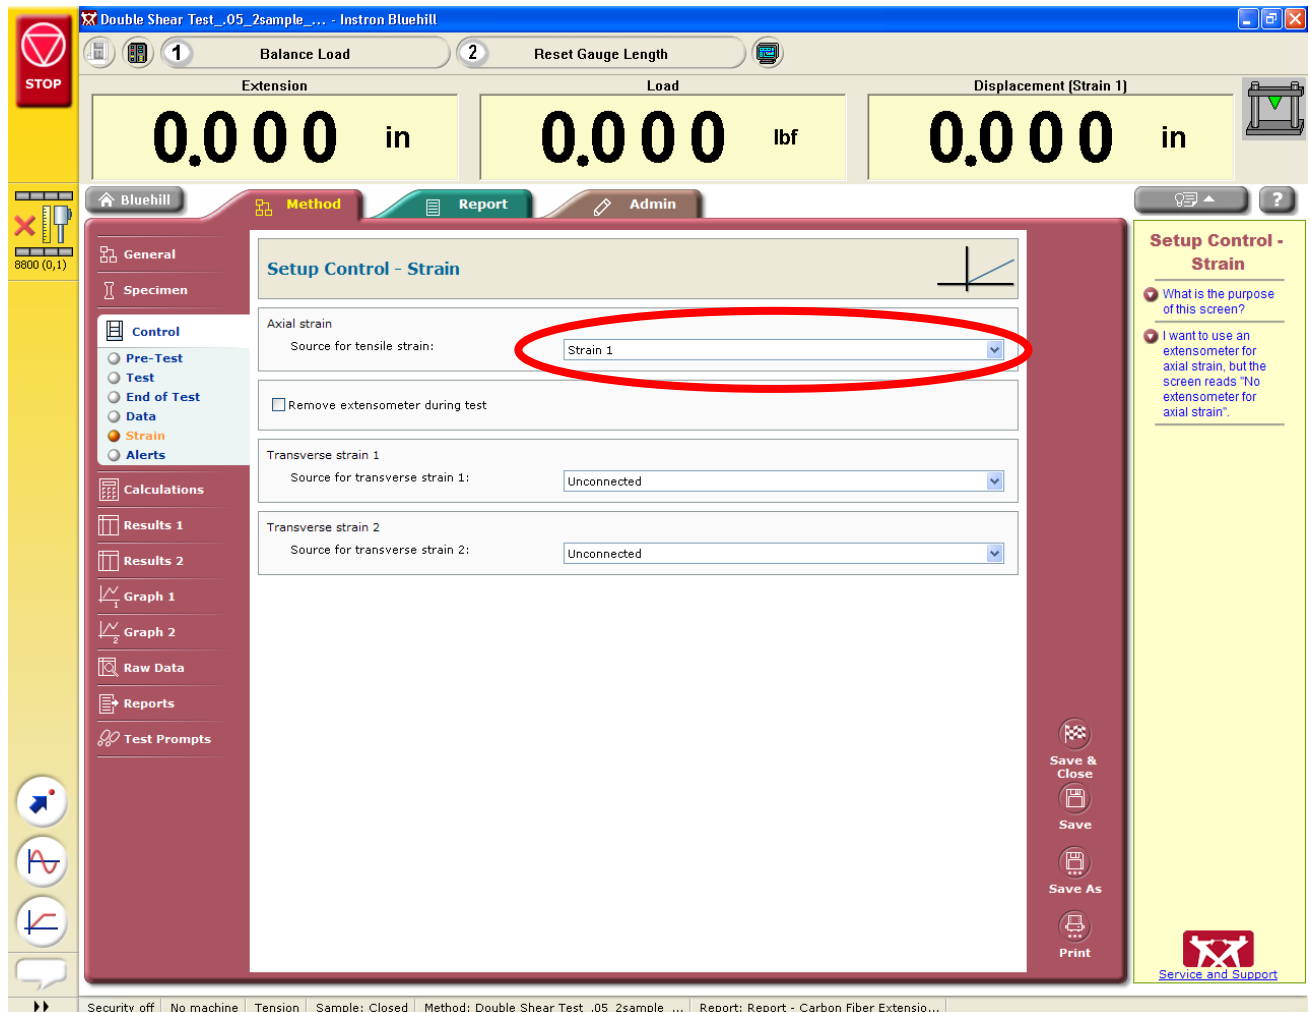 Double Shear Test_.05_2sample_... - Instron Bluehill
STOP
1 Balance Load
2 Reset Gauge Length
Extension
Load
Displacement (Strain 1)
0.000 in
0.000 lbf
0.000 in
Bluehill
Method
Report
Admin
?
8800 (0,1)
General
Specimen
Control
Pre-Test
Test
End of Test
Data
Strain
Alerts
Calculations
Results 1
Results 2
Graph 1
Graph 2
Raw Data
Reports
Test Prompts
Setup Control - Strain
Axial strain
Source for tensile strain:
Strain 1
Remove extensometer during test
Transverse strain 1
Source for transverse strain 1:
Unconnected
Transverse strain 2
Source for transverse strain 2:
Unconnected
Save &
Close
Save
Save As
Print
Setup Control -
Strain
What is the purpose
of this screen?
I want to use an
extensometer for
axial strain, but the
screen reads "No
extensometer for
axial strain".
Service and Support
Security off
No machine
Tension
Sample: Closed
Method: Double Shear Test_.05_2sample_...
Report: Report - Carbon Fiber Extensio...